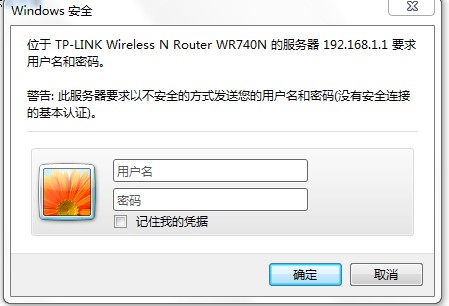 Windows 安全
位于 TP-LINK Wireless N Router WR740N 的服务器 192.168.1.1 要求
用户名和密码。
警告: 此服务器要求以不安全的方式发送您的用户名和密码(没有安全连接
的基本认证)。
用户名
密码
记住我的凭据
确定
取消